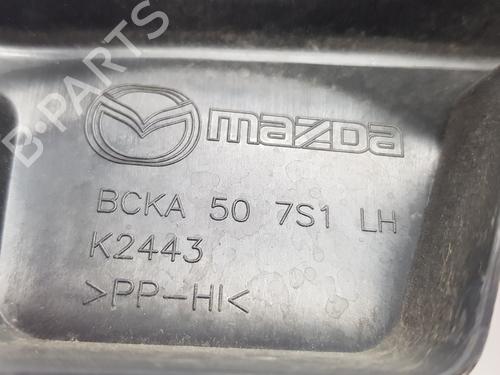 B-PARTS
mazda
BCKA 50 7S1 LH
K2443
>PP-HI<